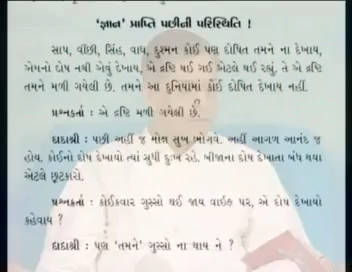 'જ્ઞાન' પ્રાપ્તિ પછીની પરિસ્થિતિ !
સાપ, વીંછી, સિંહ, વાઘ, દુશ્મન કોઈ પણ દોષિત તમને ના દેખાય,
એમનો દોષ નથી એવું દેખાય, એ દ્રષ્ટિ થઈ ગઈ એટલે થઈ રહ્યું, તે દ્રષ્ટિ
તમને મળી ગયેલી છે. તમને આ દુનિયામાં કોઈ દોષિત દેખાય નહીં.
પ્રશ્નકર્તા : એ દ્રષ્ટિ મળી ગયેલી છે.
દાદાશ્રી : પછી અહીં જ મોક્ષ સુખ ભોગવે. અહીં આગળ આનંદ જ
હોય. કોઈનો દોષ દેખાયો ત્યાં સુધી દુઃખ રહે. બીજાના દોષ દેખાતા બંધ થયા
એટલે છૂટકારો.
પ્રશ્નકર્તા : કોઈકવાર ગુસ્સો થઈ જાય વાઈફ પર, એ દોષ દેખાયો
કહેવાય ?
દાદાશ્રી : પણ 'તમને' ગુસ્સો ના થાય ને ?